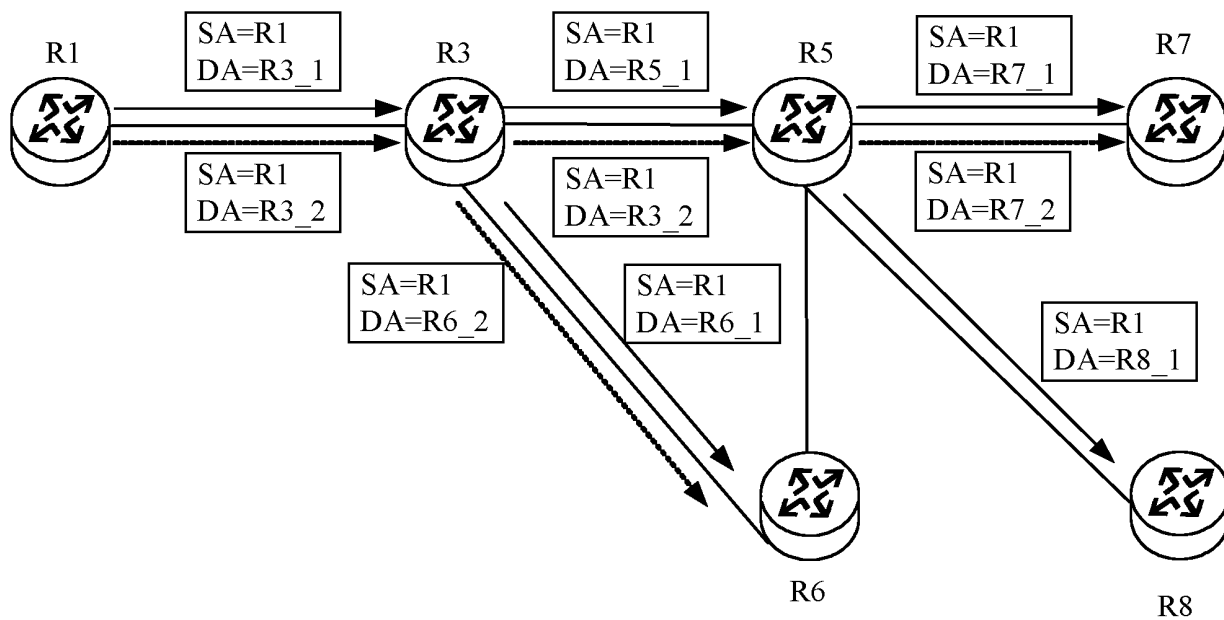 R1
SA=R1
DA=R3_1
R3
SA=R1
DA=R5_1
R5
SA=R1
DA=R7_1
R7
SA=R1
DA=R3_2
SA=R1
DA=R3_2
SA=R1
DA=R7_2
SA=R1
DA=R6_2
SA=R1
DA=R6_1
SA=R1
DA=R8_1
R6
R8